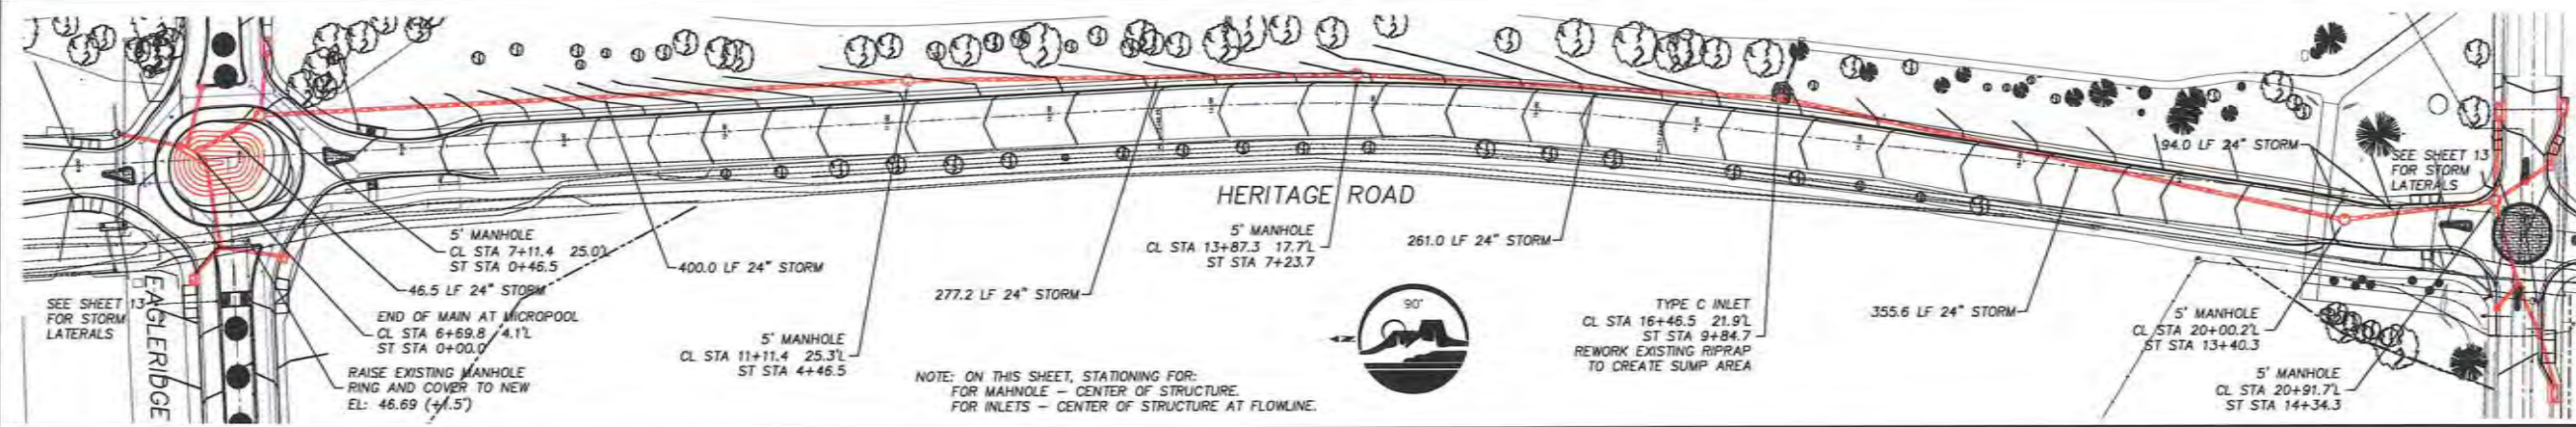 SEE SHEET 13
FOR STORM
LATERALS
EAGLERIDGE
5' MANHOLE
CL STA 7+11.4 25.0'L
ST STA 0+46.5
46.5 LF 24" STORM
END OF MAIN AT MICROPOOL
CL STA 6+69.8 4.1'L
ST STA 0+00.0
RAISE EXISTING MANHOLE
RING AND COVER TO NEW
EL: 46.69 (+1.5')
400.0 LF 24" STORM
5' MANHOLE
CL STA 11+11.4 25.3'L
ST STA 4+46.5
277.2 LF 24" STORM
HERITAGE ROAD
5' MANHOLE
CL STA 13+87.3 17.7'L
ST STA 7+23.7
NOTE: ON THIS SHEET, STATIONING FOR:
FOR MAHNOLE – CENTER OF STRUCTURE.
FOR INLETS – CENTER OF STRUCTURE AT FLOWLINE.
N
90°
261.0 LF 24" STORM
TYPE C INLET
CL STA 16+46.5 21.9'L
ST STA 9+84.7
REWORK EXISTING RIPRAP
TO CREATE SUMP AREA
355.6 LF 24" STORM
94.0 LF 24" STORM
SEE SHEET 13
FOR STORM
LATERALS
5' MANHOLE
CL STA 20+00.2'L
ST STA 13+40.3
5' MANHOLE
CL STA 20+91.7'L
ST STA 14+34.3